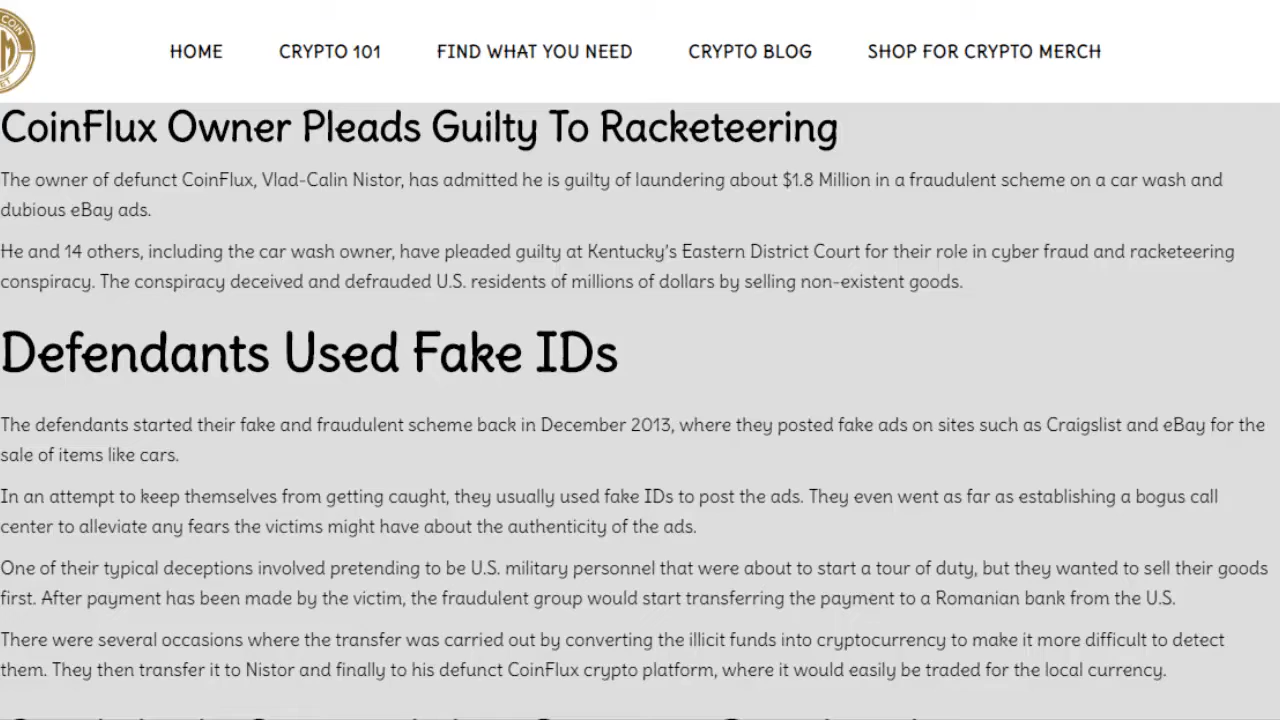 COIN
M
ET
HOME
CRYPTO 101
FIND WHAT YOU NEED
CRYPTO BLOG
SHOP FOR CRYPTO MERCH
CoinFlux Owner Pleads Guilty To Racketeering
The owner of defunct CoinFlux, Vlad-Calin Nistor, has admitted he is guilty of laundering about $1.8 Million in a fraudulent scheme on a car wash and
dubious eBay ads.
He and 14 others, including the car wash owner, have pleaded guilty at Kentucky's Eastern District Court for their role in cyber fraud and racketeering
conspiracy. The conspiracy deceived and defrauded U.S. residents of millions of dollars by selling non-existent goods.
Defendants Used Fake IDs
The defendants started their fake and fraudulent scheme back in December 2013, where they posted fake ads on sites such as Craigslist and eBay for the
sale of items like cars.
In an attempt to keep themselves from getting caught, they usually used fake IDs to post the ads. They even went as far as establishing a bogus call
center to alleviate any fears the victims might have about the authenticity of the ads.
One of their typical deceptions involved pretending to be U.S. military personnel that were about to start a tour of duty, but they wanted to sell their goods
first. After payment has been made by the victim, the fraudulent group would start transferring the payment to a Romanian bank from the U.S.
There were several occasions where the transfer was carried out by converting the illicit funds into cryptocurrency to make it more difficult to detect
them. They then transfer it to Nistor and finally to his defunct CoinFlux crypto platform, where it would easily be traded for the local currency.